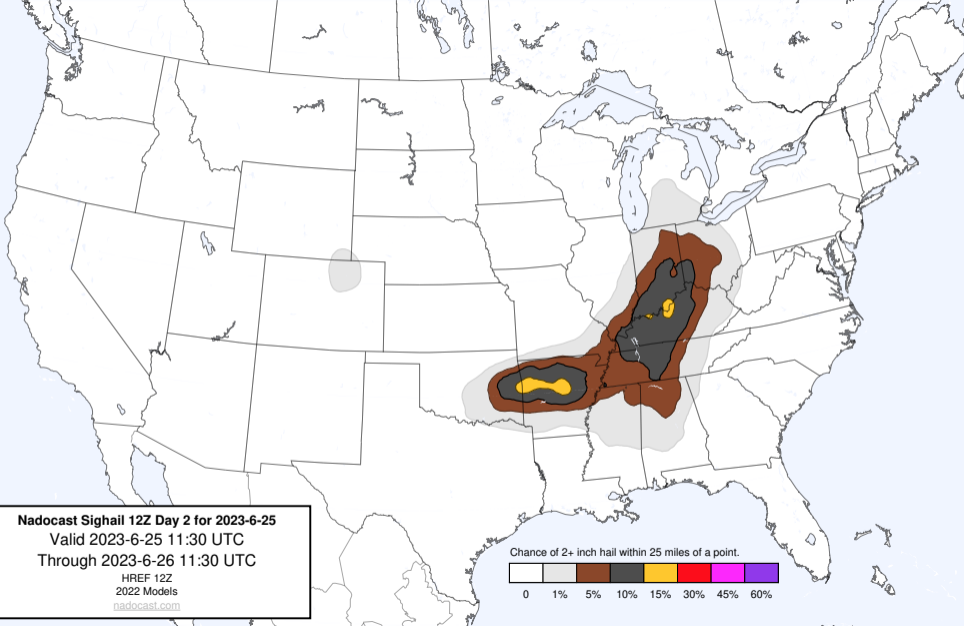 Nadocast Sighail 12Z Day 2 for 2023-6-25
Valid 2023-6-25 11:30 UTC
Through 2023-6-26 11:30 UTC
HREF 12Z
2022 Models
nadocast.com
Chance of 2+ inch hail within 25 miles of a point.
0 1% 5% 10% 15% 30% 45% 60%